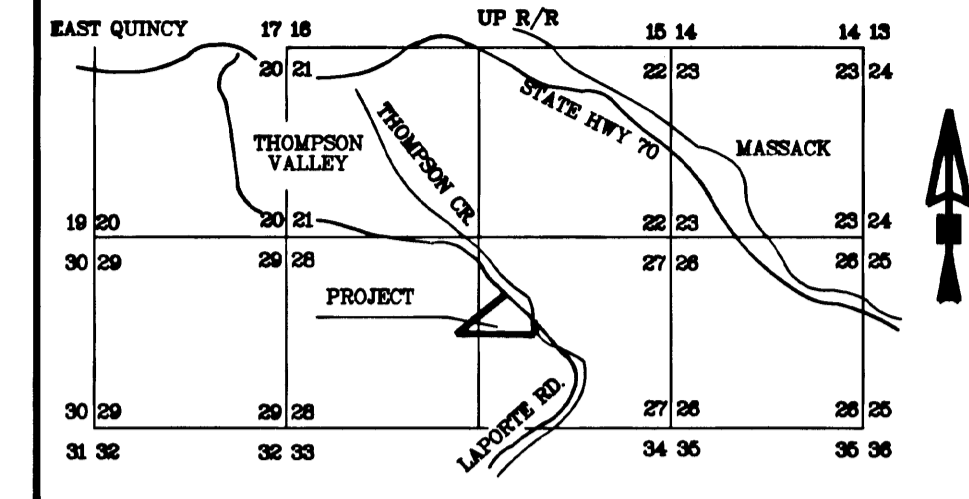 UP R/R
EAST QUINCY
17 16
15 14
14 13
20 21
22 23
23 24
STATE HWY 70
THOMPSON CR.
THOMPSON
VALLEY
MASSACK
19 20
20 21
22 23
23 24
30 29
29 28
27 26
26 25
PROJECT
30 29
29 28
27 26
26 25
LAPORTE RD.
31 32
32 33
34 35
35 36